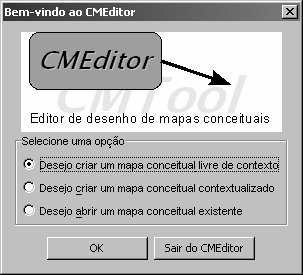 Bem-vindo ao CMEditor
CMEditor
CMTool
Editor de desenho de mapas conceituais
Selecione uma opção
Desejo criar um mapa conceitual livre de contexto
Desejo criar um mapa conceitual contextualizado
Desejo abrir um mapa conceitual existente
OK Sair do CMEditor